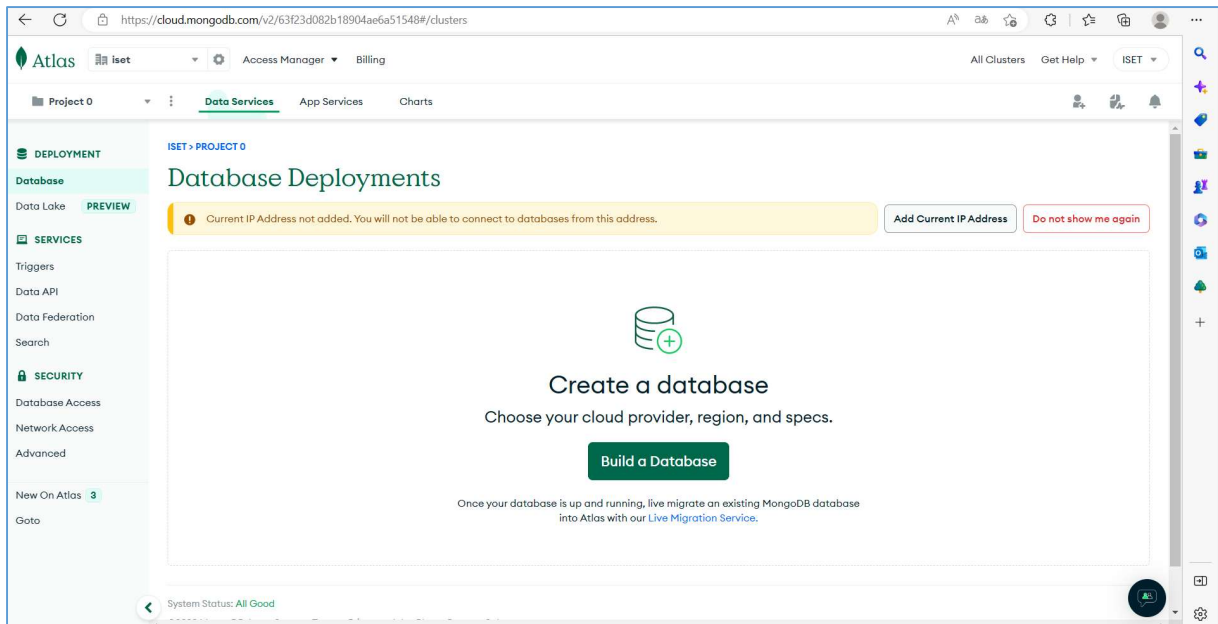 https://cloud.mongodb.com/v2/63f23d082b18904ae6a51548#/clusters
Atlas iset Access Manager Billing All Clusters Get Help ISET
Project 0 Data Services App Services Charts
DEPLOYMENT
Database
Data Lake PREVIEW
SERVICES
Triggers
Data API
Data Federation
Search
SECURITY
Database Access
Network Access
Advanced
New On Atlas 3
Goto
ISET > PROJECT 0
Database Deployments
Current IP Address not added. You will not be able to connect to databases from this address. Add Current IP Address Do not show me again
Create a database
Choose your cloud provider, region, and specs.
Build a Database
Once your database is up and running, live migrate an existing MongoDB database
into Atlas with our Live Migration Service.
System Status: All Good